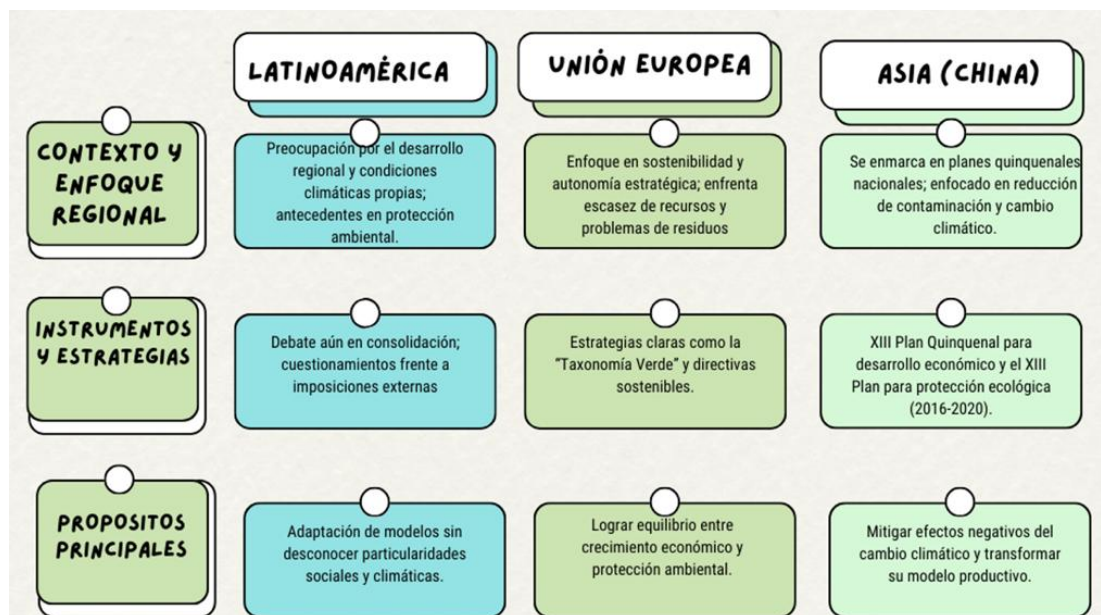 LATINOAMÉRICA
UNIÓN EUROPEA
ASIA (CHINA)
CONTEXTO Y
ENFOQUE
REGIONAL
Preocupación por el desarrollo
regional y condiciones
climáticas propias;
antecedentes en protección
ambiental.
Enfoque en sostenibilidad y
autonomía estratégica; enfrenta
escasez de recursos y
problemas de residuos
Se enmarca en planes quinquenales
nacionales; enfocado en reducción
de contaminación y cambio
climático.
INSTRUMENTOS
Y ESTRATEGIAS
Debate aún en consolidación;
cuestionamientos frente a
imposiciones externas
Estrategias claras como la
“Taxonomía Verde” y directivas
sostenibles.
XIII Plan Quinquenal para
desarrollo económico y el XIII
Plan para protección ecológica
(2016-2020).
PROPOSITOS
PRINCIPALES
Adaptación de modelos sin
desconocer particularidades
sociales y climáticas.
Lograr equilibrio entre
crecimiento económico y
protección ambiental.
Mitigar efectos negativos del
cambio climático y transformar
su modelo productivo.